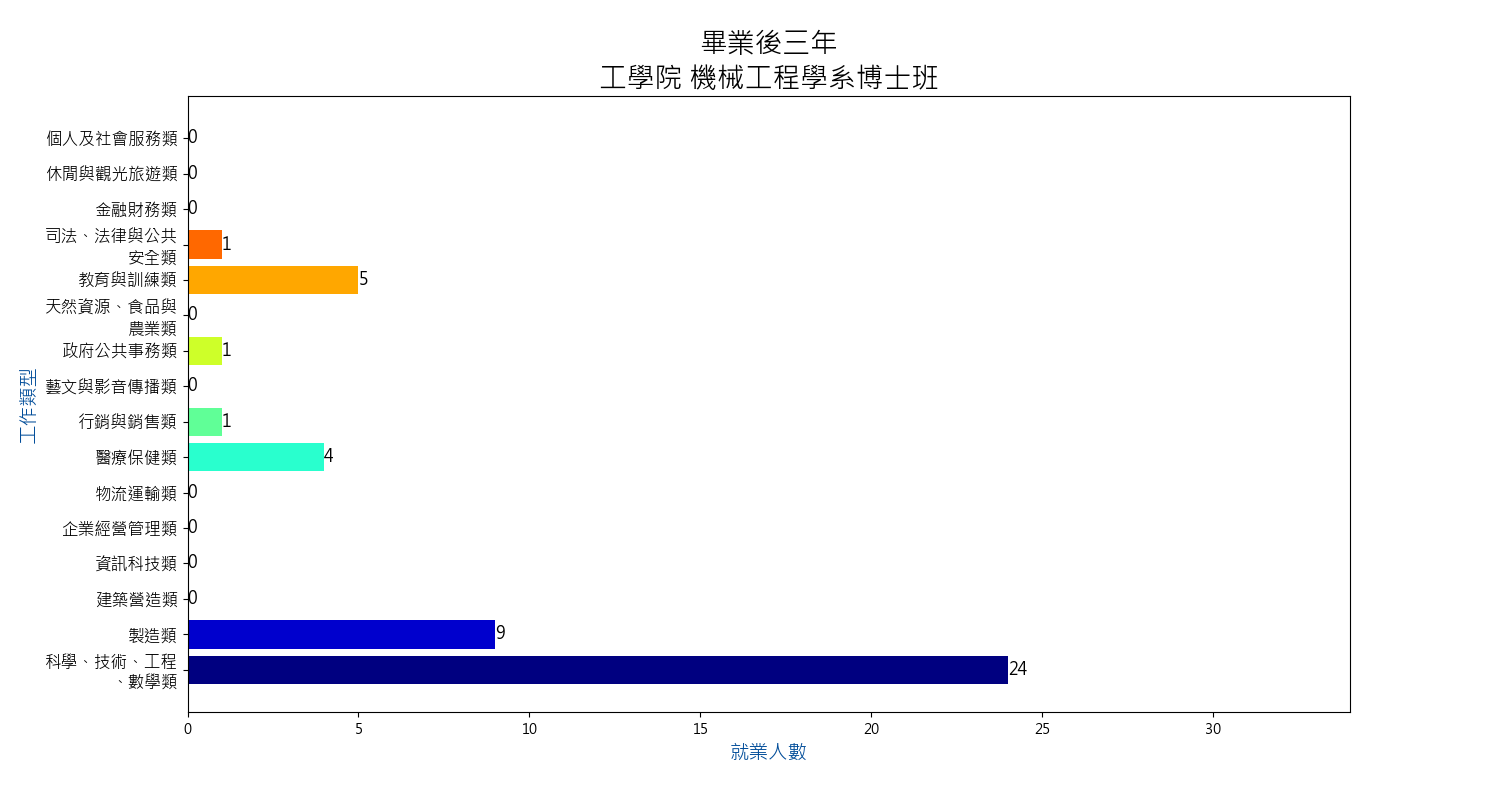 畢業後三年
工學院 機械工程學系博士班
個人及社會服務類 0
休閒與觀光旅遊類 0
金融財務類 0
司法、法律與公共
安全類 1
教育與訓練類 5
天然資源、食品與
農業類 0
政府公共事務類 1
藝文與影音傳播類 0
行銷與銷售類 1
醫療保健類 4
物流運輸類 0
企業經營管理類 0
資訊科技類 0
建築營造類 0
製造類 9
科學、技術、工程
、數學類 24
工作類型
0 5 10 15 20 25 30
就業人數